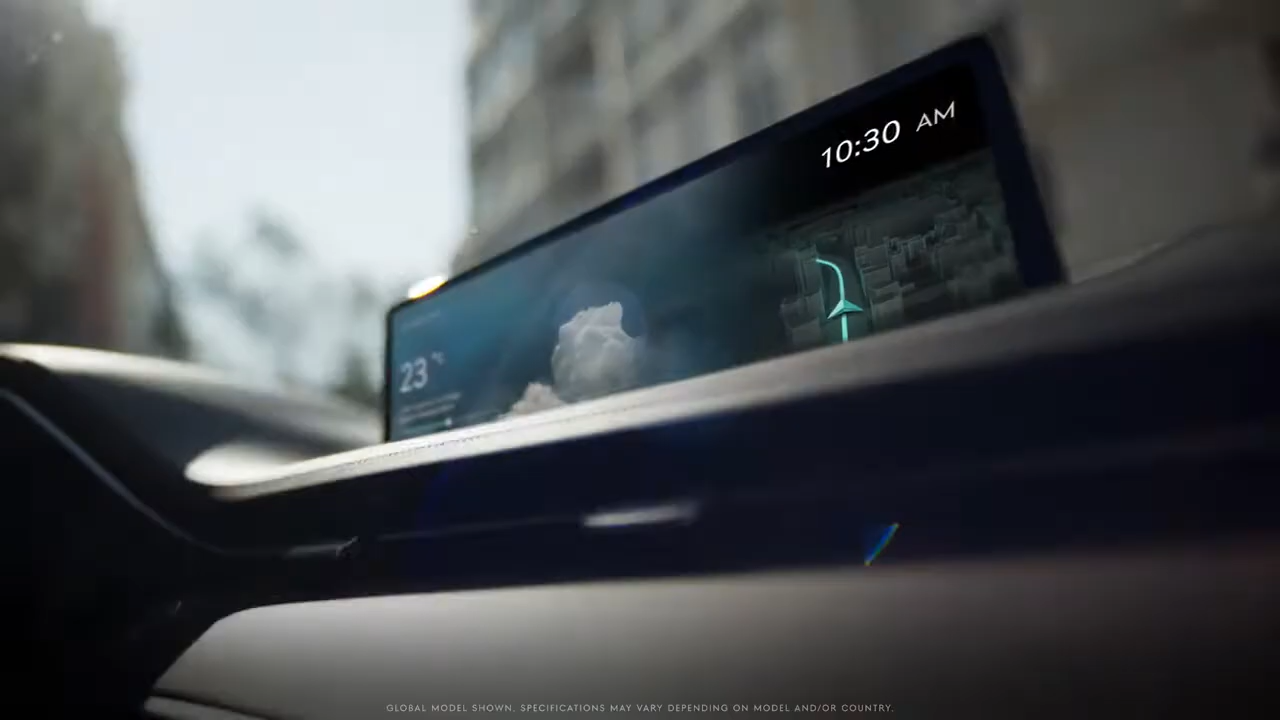 10:30 AM
23 °C
GLOBAL MODEL SHOWN. SPECIFICATIONS MAY VARY DEPENDING ON MODEL AND/OR COUNTRY.